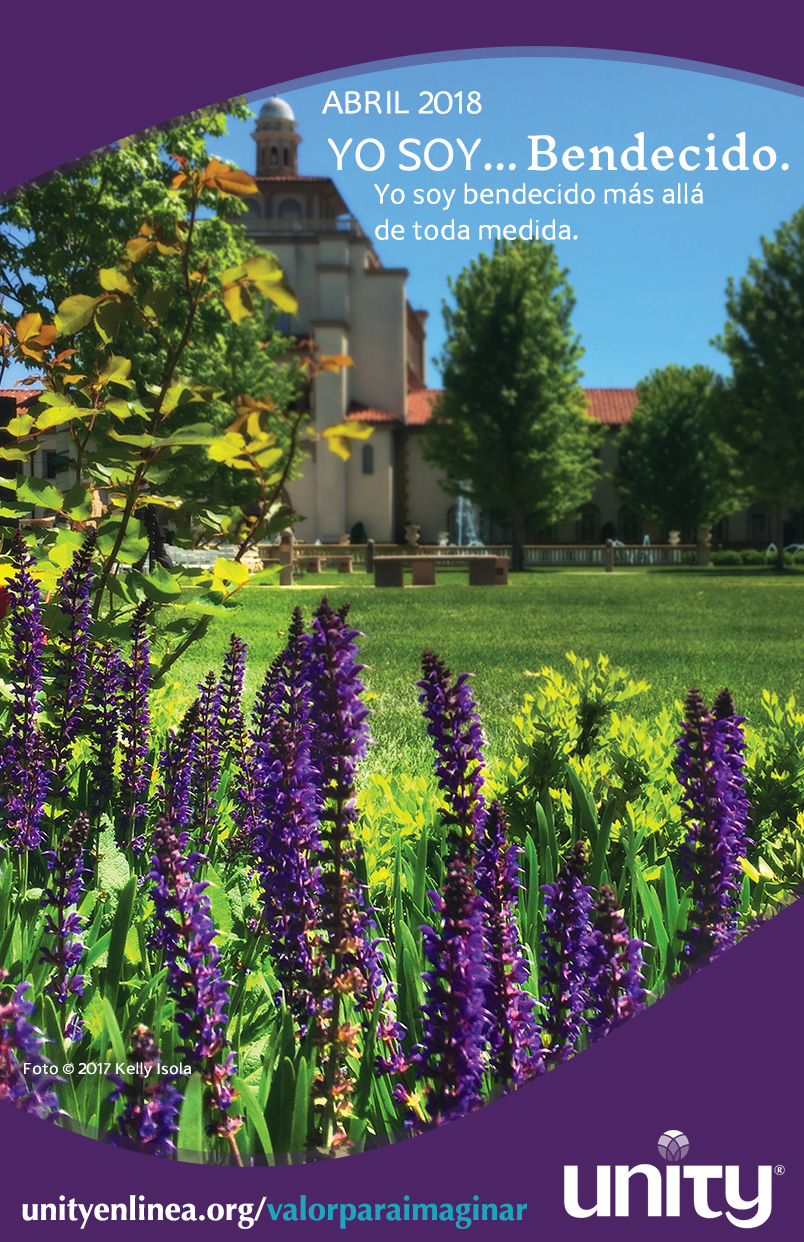 ABRIL 2018
YO SOY... Bendecido.
Yo soy bendecido más allá
de toda medida.
Foto © 2017 Kelly Isola
unity®
unityenlinea.org/valorparaimaginar